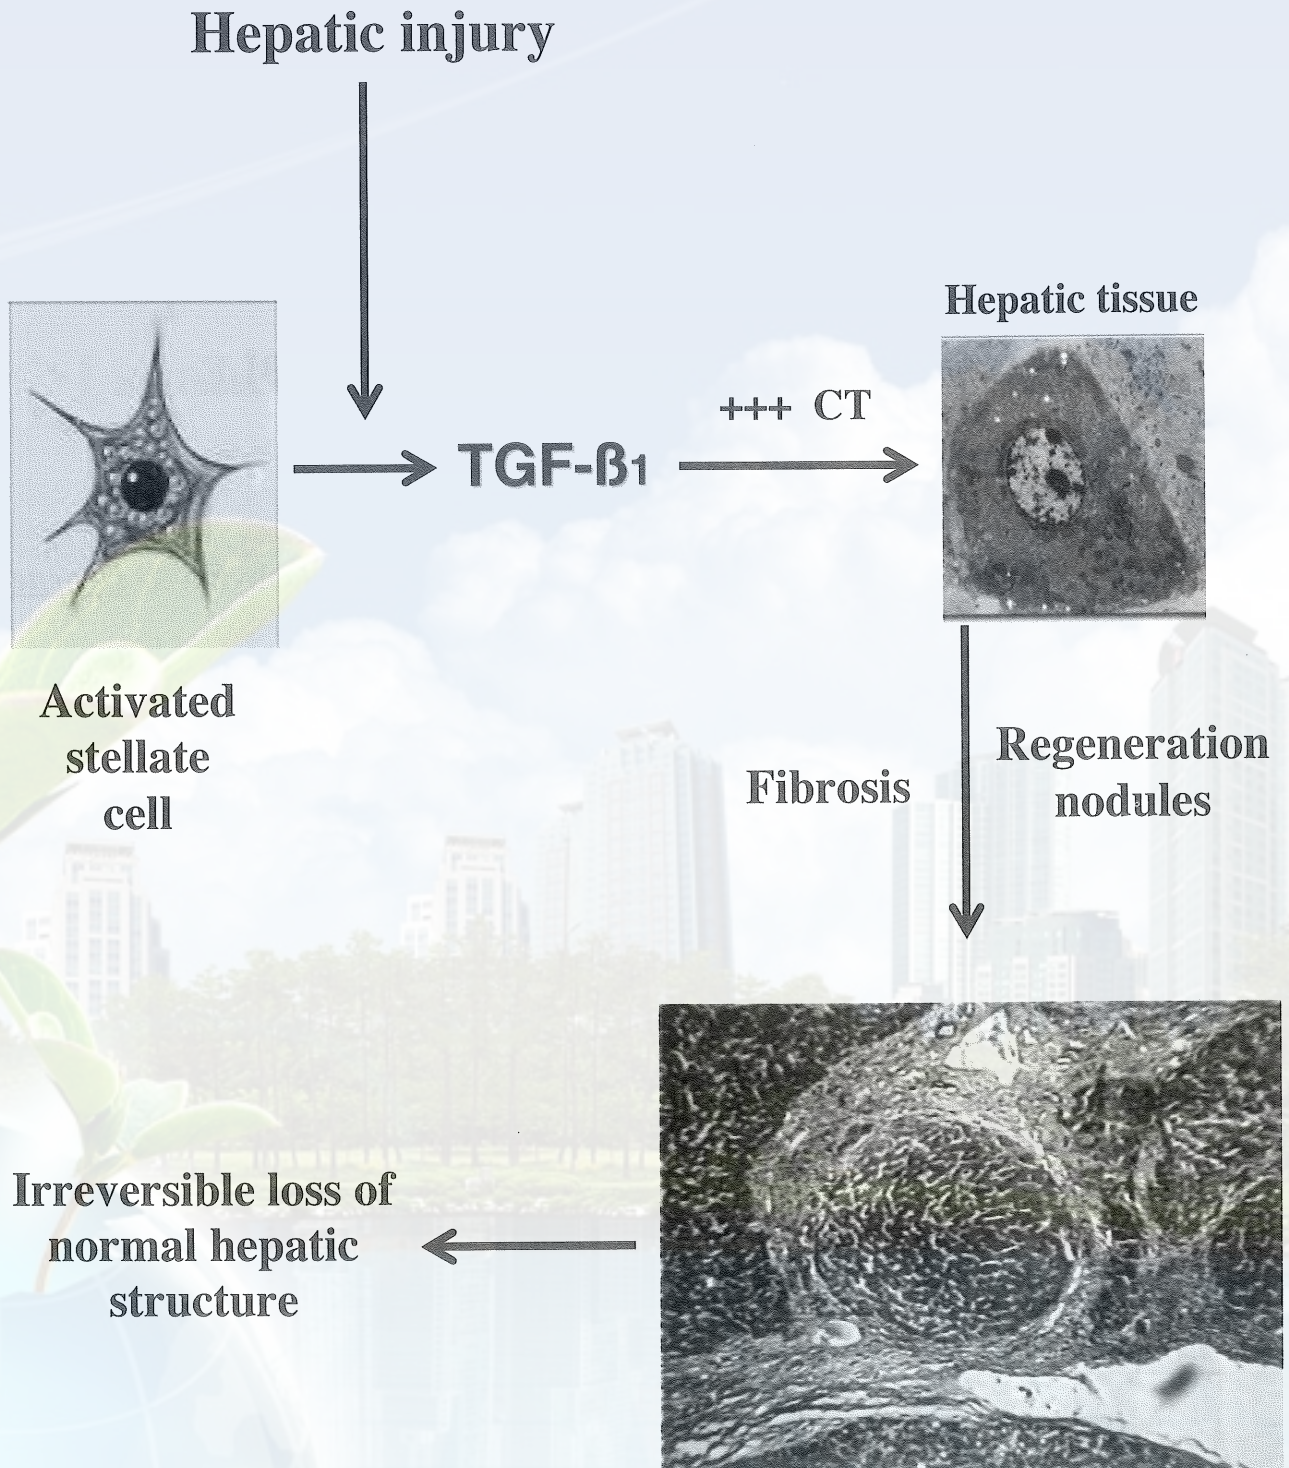 Hepatic injury
Hepatic tissue
+++ CT
TGF-ß1
Activated
stellate
cell
Fibrosis
Regeneration
nodules
Irreversible loss of
normal hepatic
structure